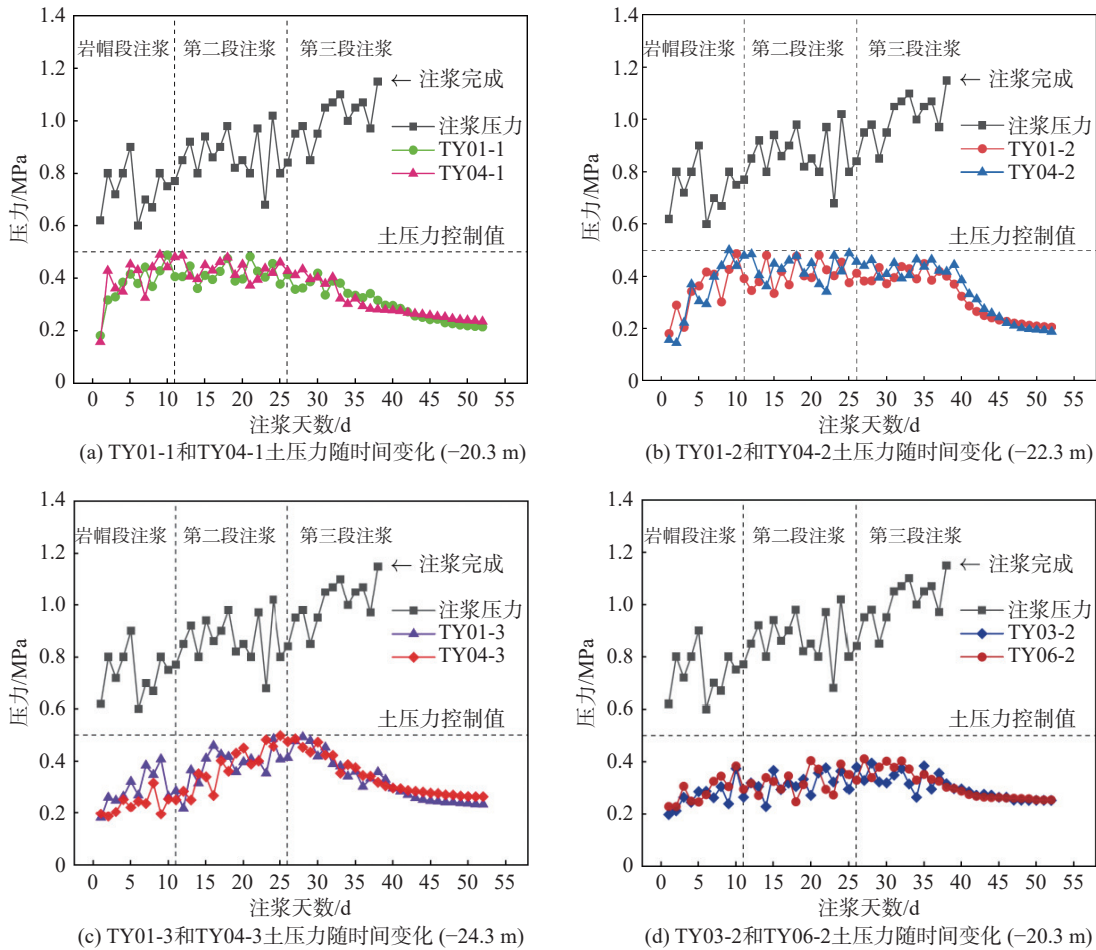 1.4
1.2
1.0
0.8
0.6
0.4
0.2
0
压力/MPa
岩帽段注浆
第二段注浆
第三段注浆
← 注浆完成
注浆压力
TY01-1
TY04-1
土压力控制值
0 5 10 15 20 25 30 35 40 45 50 55
注浆天数/d
(a) TY01-1和TY04-1土压力随时间变化 (−20.3 m)
1.4
1.2
1.0
0.8
0.6
0.4
0.2
0
压力/MPa
岩帽段注浆
第二段注浆
第三段注浆
← 注浆完成
注浆压力
TY01-2
TY04-2
土压力控制值
0 5 10 15 20 25 30 35 40 45 50 55
注浆天数/d
(b) TY01-2和TY04-2土压力随时间变化 (−22.3 m)
1.4
1.2
1.0
0.8
0.6
0.4
0.2
0
压力/MPa
岩帽段注浆
第二段注浆
第三段注浆
← 注浆完成
注浆压力
TY01-3
TY04-3
土压力控制值
0 5 10 15 20 25 30 35 40 45 50 55
注浆天数/d
(c) TY01-3和TY04-3土压力随时间变化 (−24.3 m)
1.4
1.2
1.0
0.8
0.6
0.4
0.2
0
压力/MPa
岩帽段注浆
第二段注浆
第三段注浆
← 注浆完成
注浆压力
TY03-2
TY06-2
土压力控制值
0 5 10 15 20 25 30 35 40 45 50 55
注浆天数/d
(d) TY03-2和TY06-2土压力随时间变化 (−20.3 m)